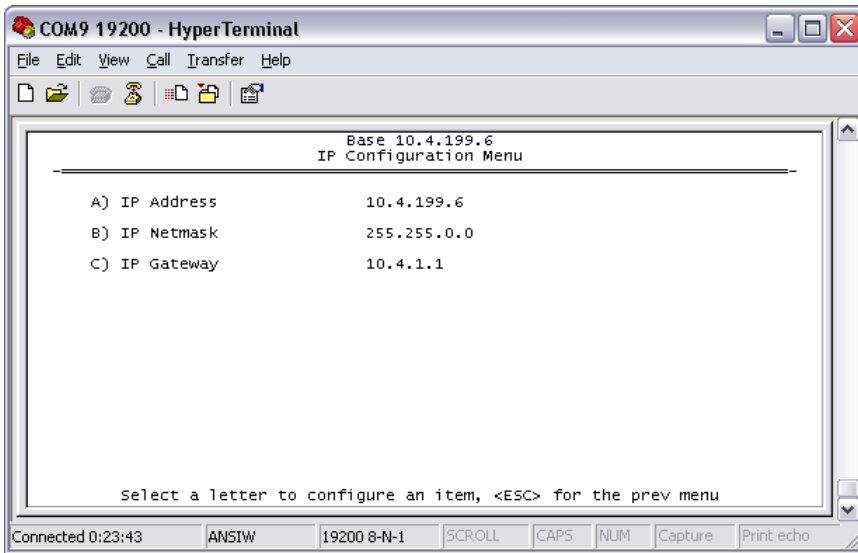 COM9 19200 - HyperTerminal
File Edit View Call Transfer Help
Base 10.4.199.6
IP Configuration Menu
A) IP Address 10.4.199.6
B) IP Netmask 255.255.0.0
C) IP Gateway 10.4.1.1
Select a letter to configure an item, <ESC> for the prev menu
Connected 0:23:43 ANSIW 19200 8-N-1 SCROLL CAPS NUM Capture Print echo